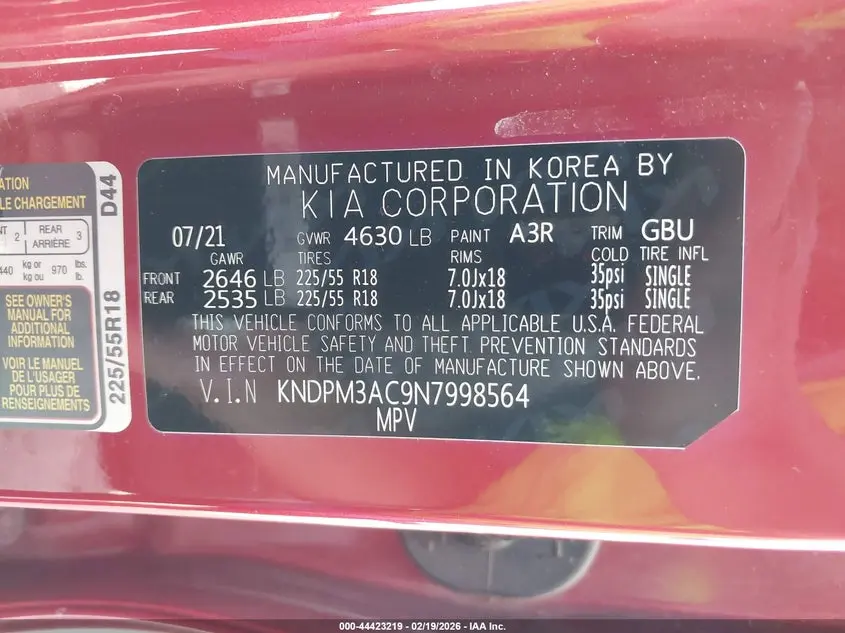 ATION
LE CHARGEMENT
2 REAR ARRIÈRE 3
440 kg or kg ou 970 lbs. lb.
SEE OWNER'S
MANUAL FOR
ADDITIONAL
INFORMATION
VOIR LE MANUEL
DE L'USAGER
POUR PLUS DE
RENSEIGNEMENTS
225/55R18 D44
MANUFACTURED IN KOREA BY
KIA CORPORATION
07/21 GVWR 4630 LB PAINT A3R TRIM GBU
GAWR TIRES RIMS COLD TIRE INFL
FRONT 2646 LB 225/55 R18 7.0Jx18 35psi SINGLE
REAR 2535 LB 225/55 R18 7.0Jx18 35psi SINGLE
THIS VEHICLE CONFORMS TO ALL APPLICABLE U.S.A. FEDERAL
MOTOR VEHICLE SAFETY AND THEFT PREVENTION STANDARDS
IN EFFECT ON THE DATE OF MANUFACTURE SHOWN ABOVE.
V.I.N KNDPM3AC9N7998564
MPV
000-44423219 - 02/19/2026 - IAA Inc.